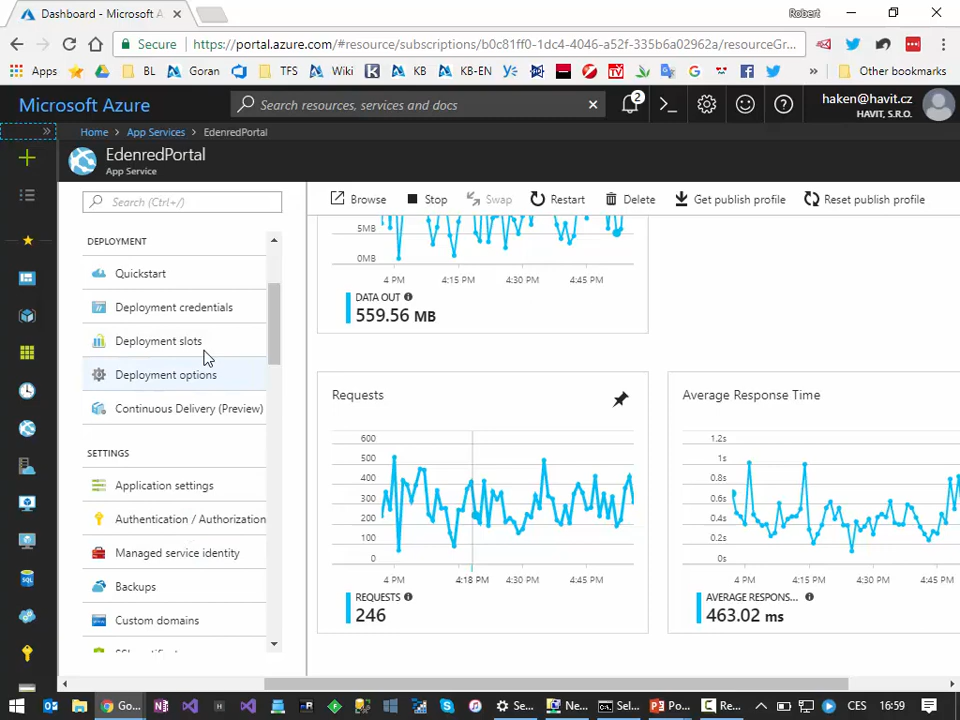 Dashboard - Microsoft A
Robert
Secure
https://portal.azure.com/#resource/subscriptions/b0c81ff0-1dc4-4046-a52f-335b6a02962a/resourceGr...
Apps
BL
Goran
TFS
Wiki
KB
KB-EN
Other bookmarks
Microsoft Azure
Search resources, services and docs
2
haken@havit.cz
HAVIT, S.R.O.
Home > App Services > EdenredPortal
EdenredPortal
App Service
Search (Ctrl+/)
Browse
Stop
Swap
Restart
Delete
Get publish profile
Reset publish profile
DEPLOYMENT
Quickstart
Deployment credentials
Deployment slots
Deployment options
Continuous Delivery (Preview)
SETTINGS
Application settings
Authentication / Authorization
Managed service identity
Backups
Custom domains
5MB
0MB
4 PM 4:15 PM 4:30 PM 4:45 PM
DATA OUT
559.56 MB
Requests
600
500
400
300
200
100
0
4 PM 4:18 PM 4:30 PM 4:45 PM
REQUESTS
246
Average Response Time
1.2s
1s
0.8s
0.6s
0.4s
0.2s
0s
4 PM 4:15 PM 4:30 PM 4:45 PM
AVERAGE RESPONS...
463.02 ms
Go...
Se...
Ne...
Sel...
Po...
Re...
CES
16:59